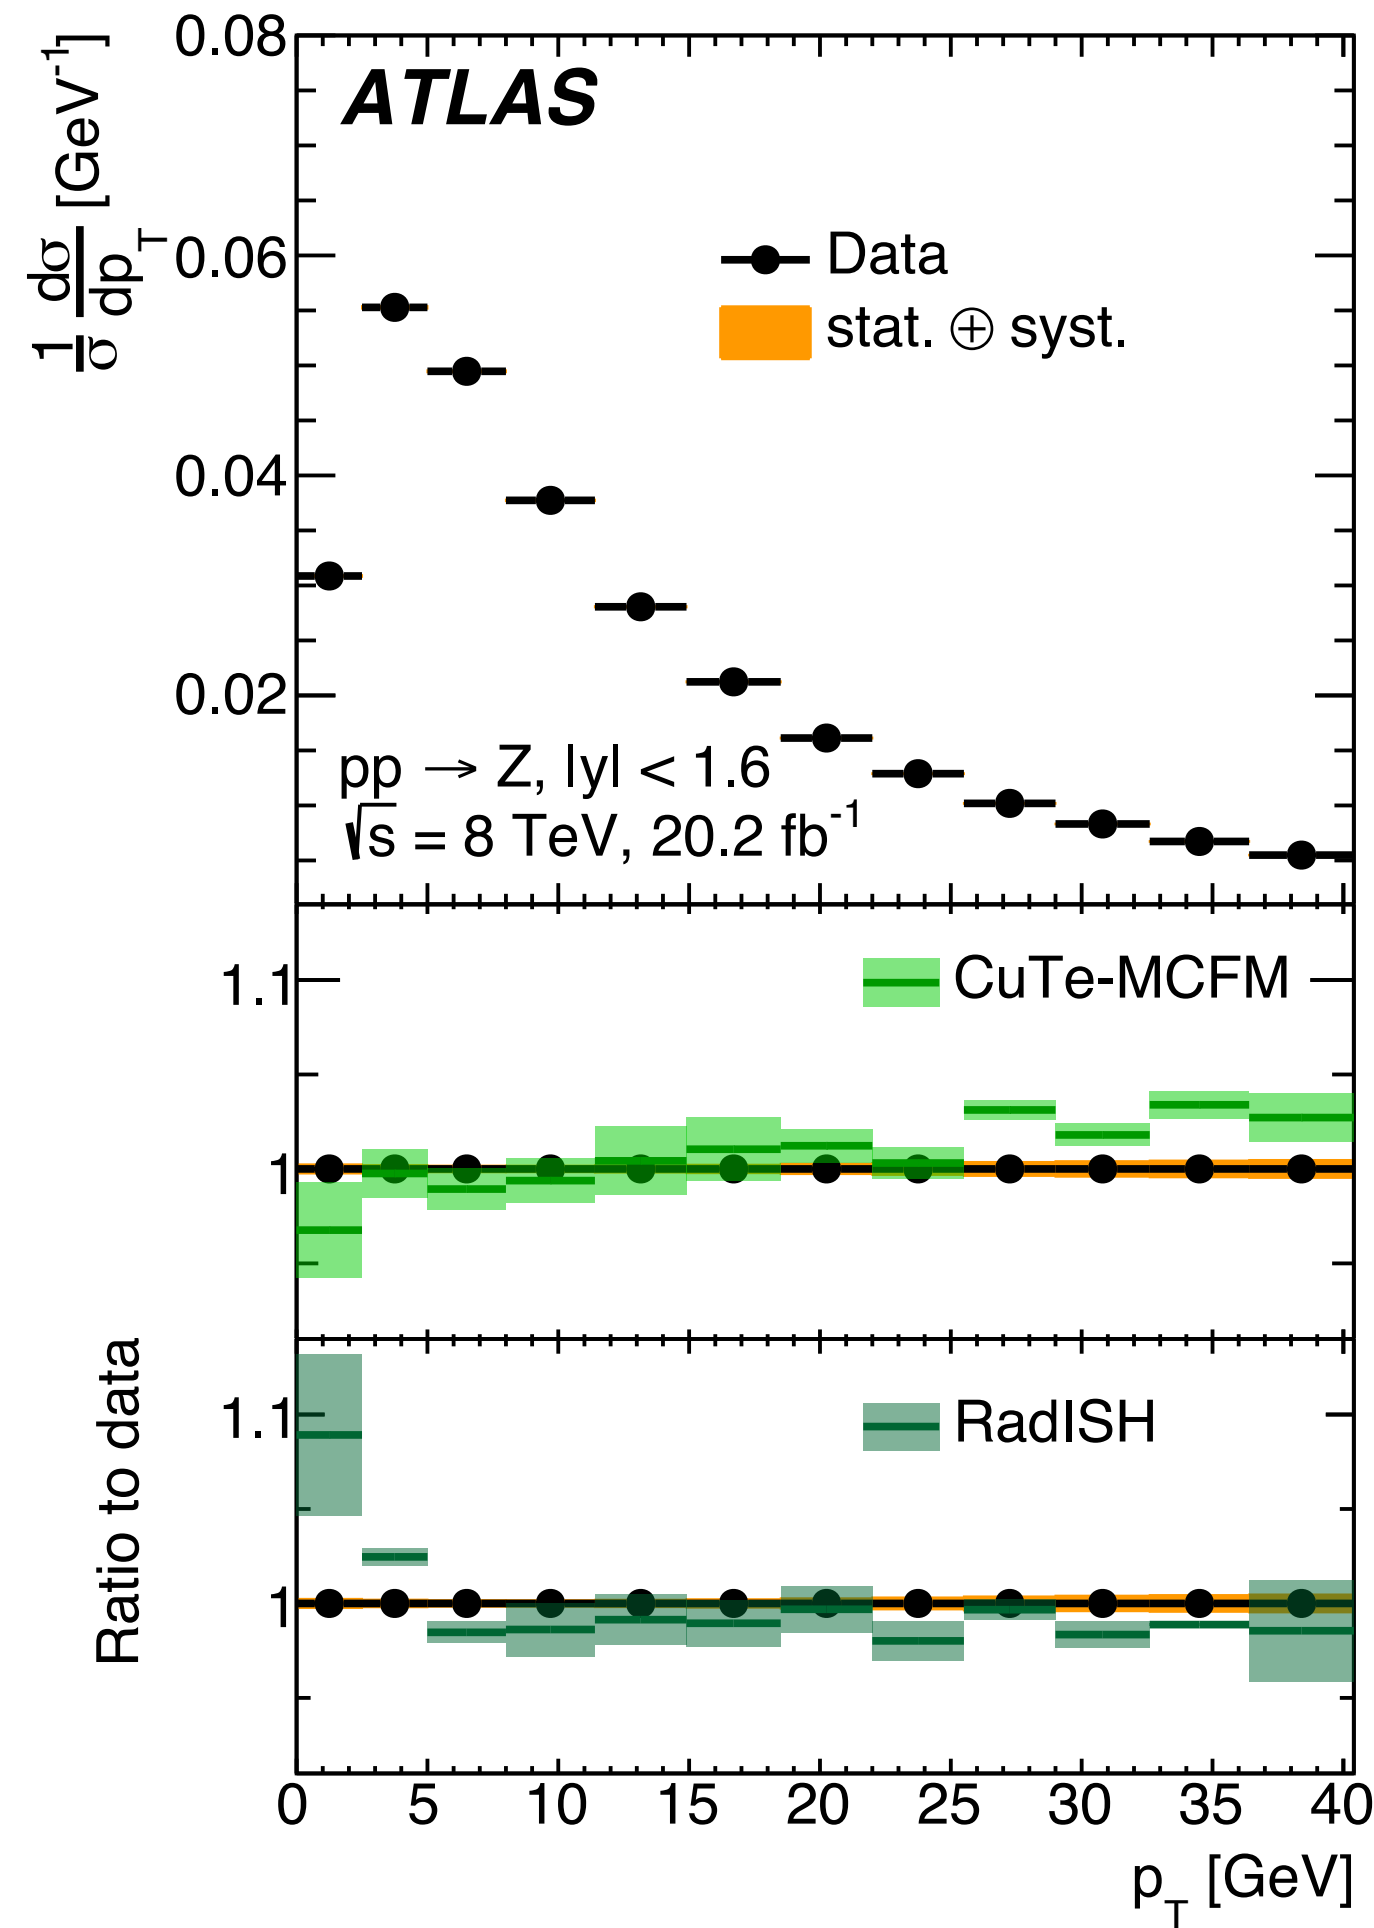 ATLAS
1/σ dσ/dp_T [GeV^-1]
0.08
0.06
0.04
0.02
Data
stat. ⊕ syst.
pp → Z, |y| < 1.6
√s = 8 TeV, 20.2 fb^-1
1.1
1
CuTe-MCFM
Ratio to data
1.1
1
RadISH
0 5 10 15 20 25 30 35 40
p_T [GeV]